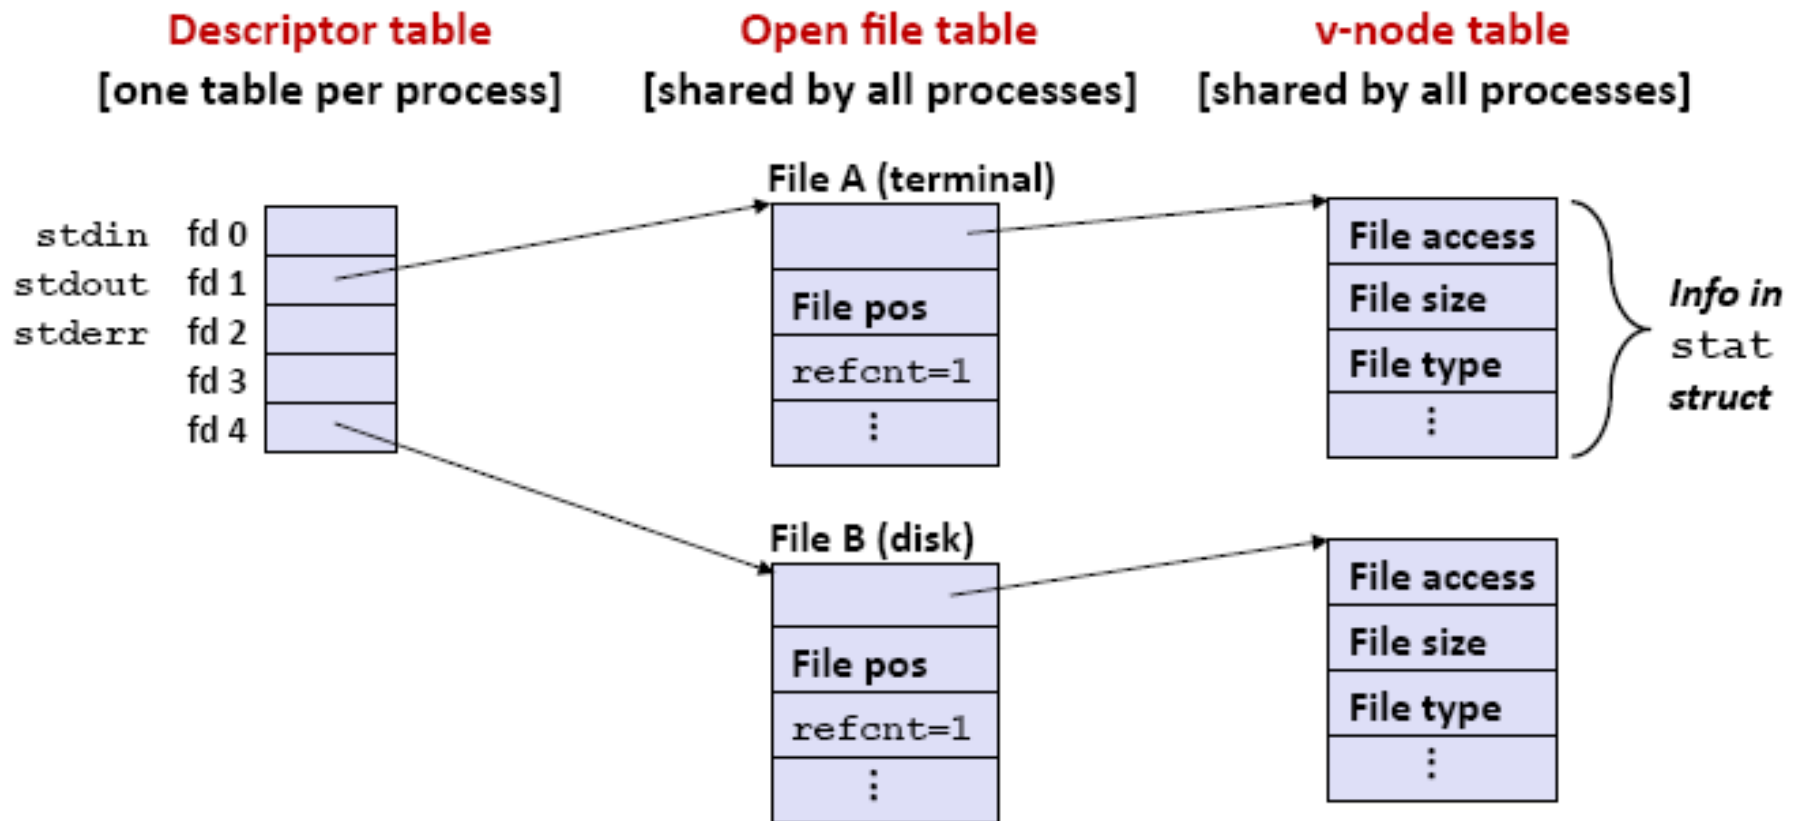 Descriptor table
[one table per process]
Open file table
[shared by all processes]
v-node table
[shared by all processes]
stdin fd 0
stdout fd 1
stderr fd 2
fd 3
fd 4
File A (terminal)
File pos
refcnt=1
⋮
File access
File size
File type
⋮
Info in
stat
struct
File B (disk)
File pos
refcnt=1
⋮
File access
File size
File type
⋮